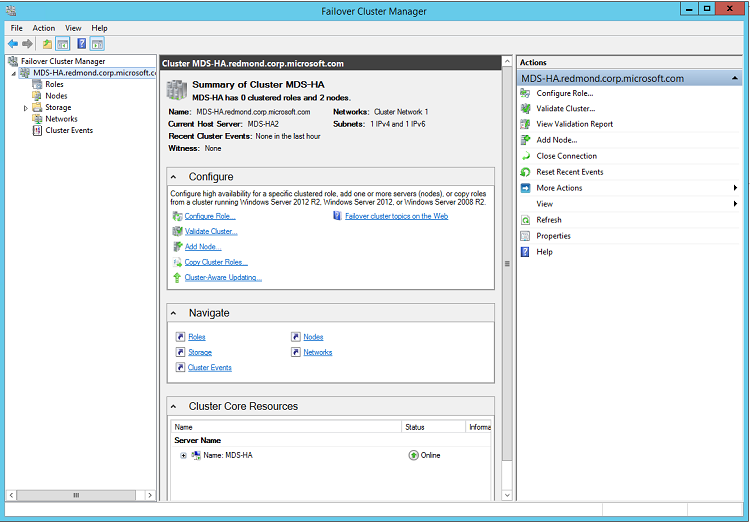 Failover Cluster Manager
File Action View Help
Failover Cluster Manager
MDS-HA.redmond.corp.microsoft.c
Roles
Nodes
Storage
Networks
Cluster Events
Cluster MDS-HA.redmond.corp.microsoft.com
Summary of Cluster MDS-HA
MDS-HA has 0 clustered roles and 2 nodes.
Name: MDS-HA.redmond.corp.microsoft.com Networks: Cluster Network 1
Current Host Server: MDS-HA2 Subnets: 1 IPv4 and 1 IPv6
Recent Cluster Events: None in the last hour
Witness: None
Configure
Configure high availability for a specific clustered role, add one or more servers (nodes), or copy roles
from a cluster running Windows Server 2012 R2, Windows Server 2012, or Windows Server 2008 R2.
Configure Role... Failover cluster topics on the Web
Validate Cluster...
Add Node...
Copy Cluster Roles...
Cluster-Aware Updating...
Navigate
Roles Nodes
Storage Networks
Cluster Events
Cluster Core Resources
Name Status Informa
Server Name
Name: MDS-HA Online
Actions
MDS-HA.redmond.corp.microsoft.com
Configure Role...
Validate Cluster...
View Validation Report
Add Node...
Close Connection
Reset Recent Events
More Actions
View
Refresh
Properties
Help